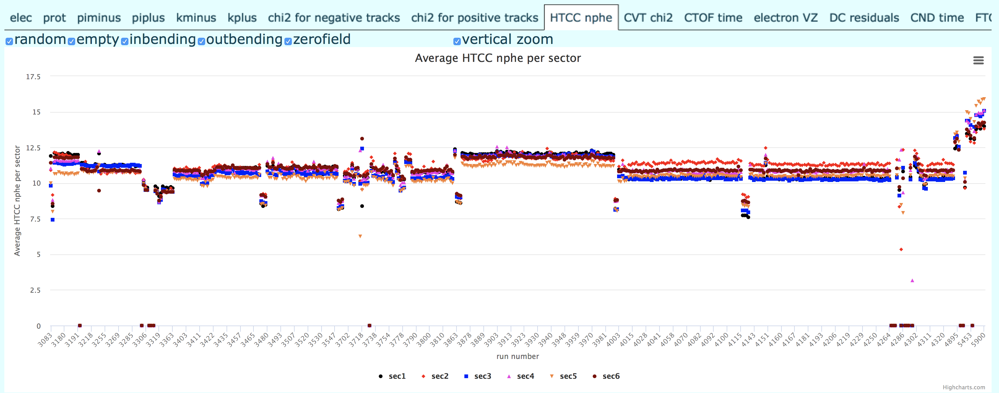 elec prot piminus piplus kminus kplus chi2 for negative tracks chi2 for positive tracks HTCC nphe CVT chi2 CTOF time electron VZ DC residuals CND time
random empty inbending outbending zerofield vertical zoom
Average HTCC nphe per sector
17.5
15
12.5
10
7.5
5
2.5
0
Average HTCC nphe per sector
3083 3180 3191 3218 3255 3269 3285 3306 3319 3363 3403 3411 3422 3435 3457 3465 3480 3493 3507 3520 3530 3547 3702 3718 3738 3754 3778 3790 3800 3810 3863 3878 3889 3903 3913 3923 3930 3940 3948 3959 3970 3981 4003 4015 4028 4041 4058 4070 4082 4092 4100 4115 4143 4151 4160 4167 4181 4193 4206 4219 4229 4250 4264 4286 4302 4311 4320 4895 5453 5900
run number
sec1 sec2 sec3 sec4 sec5 sec6
Highcharts.com